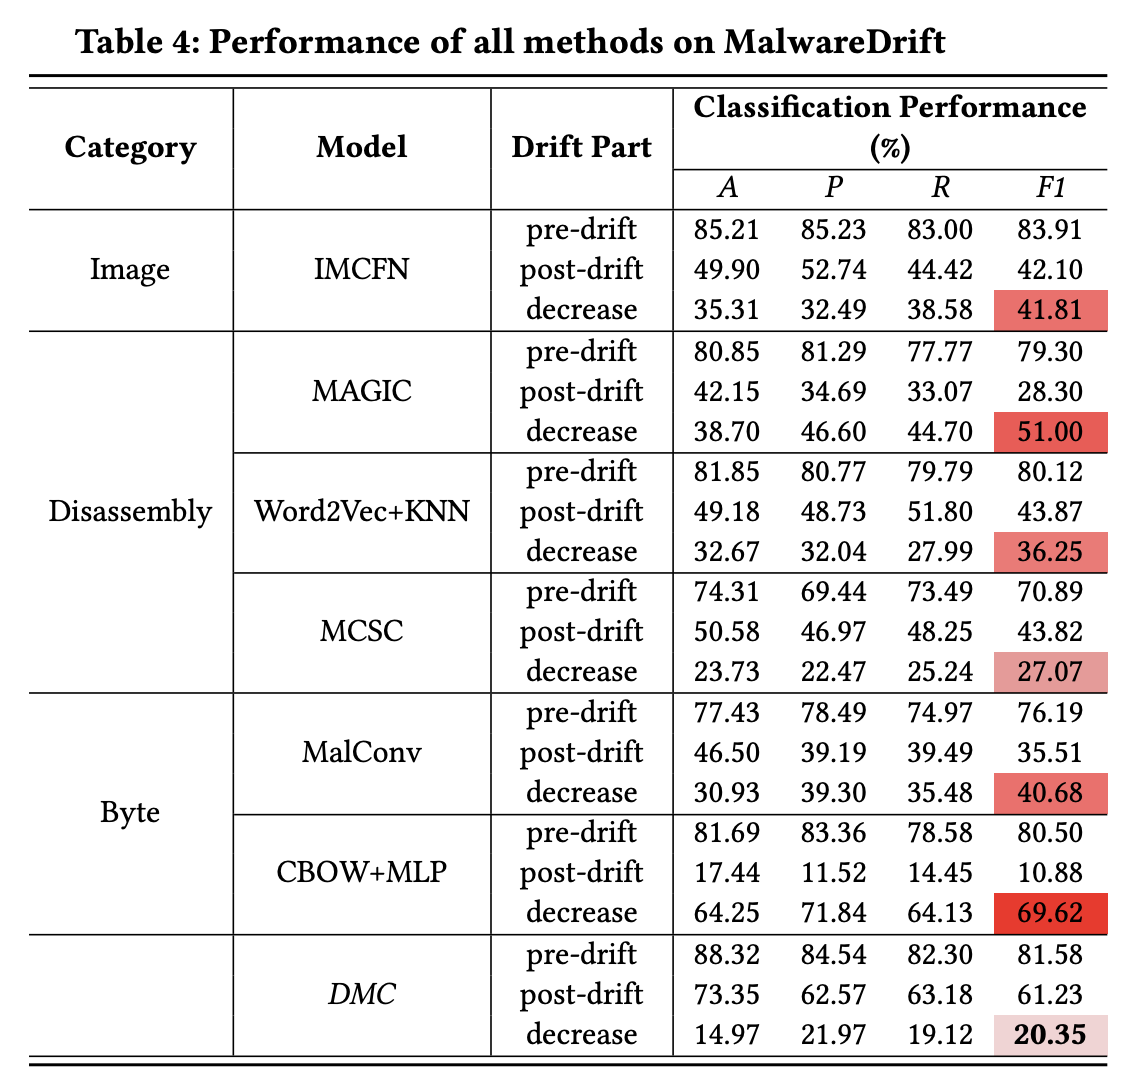 Table 4: Performance of all methods on MalwareDrift
Category Model Drift Part Classification Performance (%)
A P R F1
Image IMCFN pre-drift 85.21 85.23 83.00 83.91
post-drift 49.90 52.74 44.42 42.10
decrease 35.31 32.49 38.58 41.81
Disassembly MAGIC pre-drift 80.85 81.29 77.77 79.30
post-drift 42.15 34.69 33.07 28.30
decrease 38.70 46.60 44.70 51.00
Word2Vec+KNN pre-drift 81.85 80.77 79.79 80.12
post-drift 49.18 48.73 51.80 43.87
decrease 32.67 32.04 27.99 36.25
MCSC pre-drift 74.31 69.44 73.49 70.89
post-drift 50.58 46.97 48.25 43.82
decrease 23.73 22.47 25.24 27.07
Byte MalConv pre-drift 77.43 78.49 74.97 76.19
post-drift 46.50 39.19 39.49 35.51
decrease 30.93 39.30 35.48 40.68
CBOW+MLP pre-drift 81.69 83.36 78.58 80.50
post-drift 17.44 11.52 14.45 10.88
decrease 64.25 71.84 64.13 69.62
DMC pre-drift 88.32 84.54 82.30 81.58
post-drift 73.35 62.57 63.18 61.23
decrease 14.97 21.97 19.12 20.35